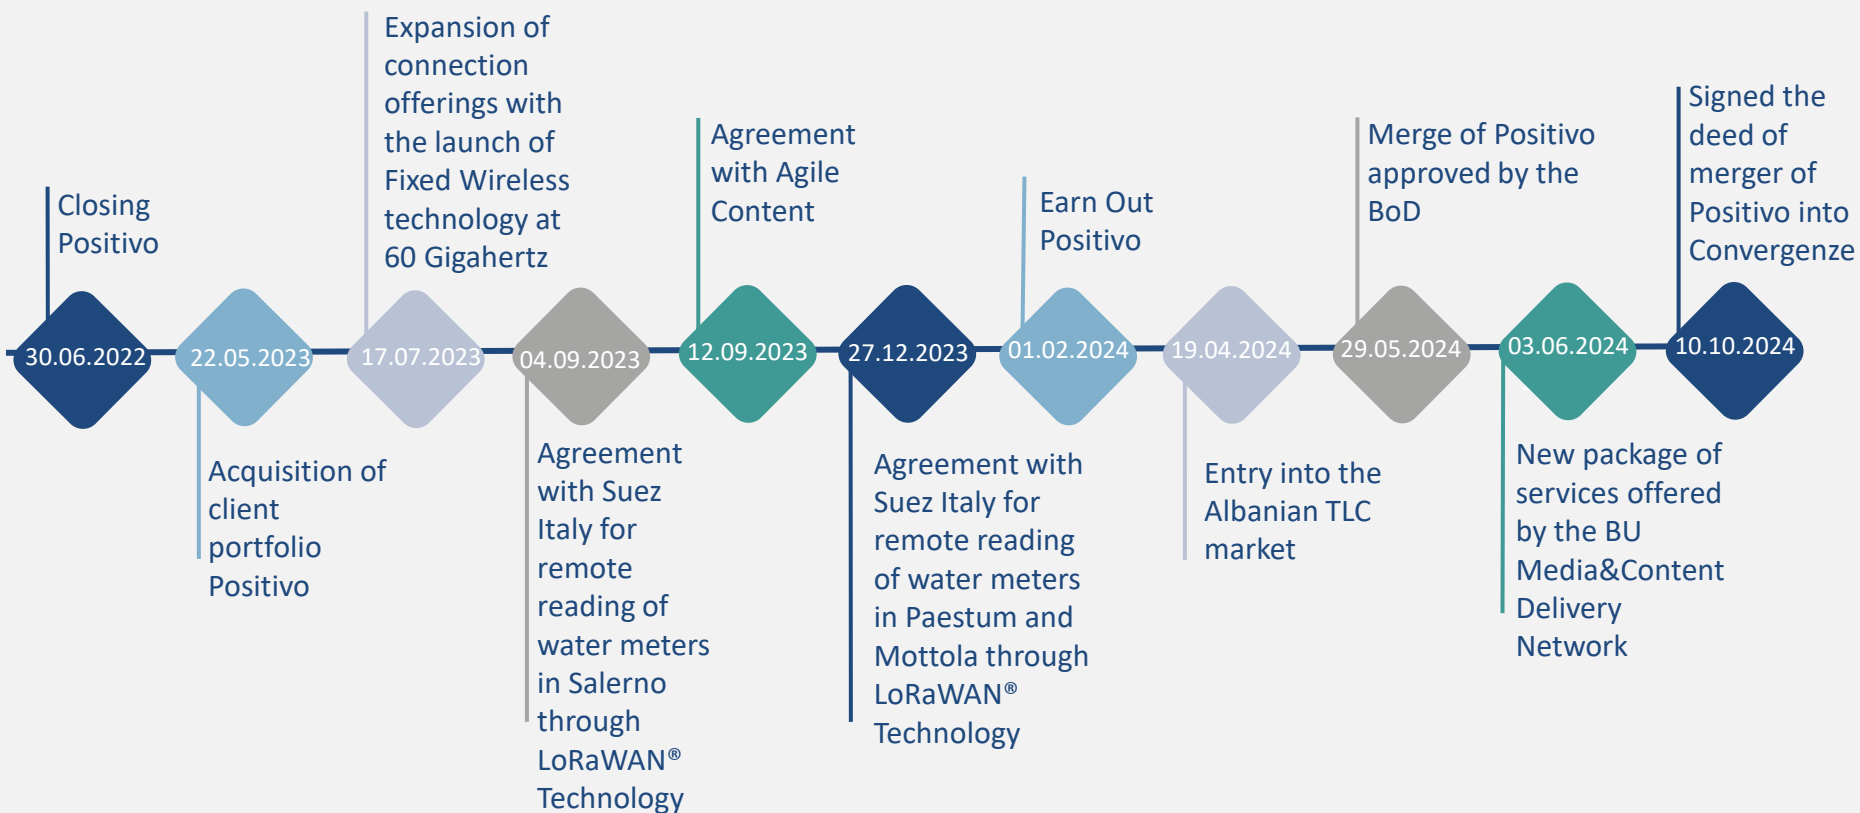 Expansion of
connection
offerings with
the launch of
Fixed Wireless
technology at
60 Gigahertz
Signed the
deed of
merger of
Positivo into
Convergenze
Agreement
with Agile
Content
Merge of Positivo
approved by the
BoD
Closing
Positivo
Earn Out
Positivo
30.06.2022
22.05.2023
17.07.2023
04.09.2023
12.09.2023
27.12.2023
01.02.2024
19.04.2024
29.05.2024
03.06.2024
10.10.2024
Acquisition of
client
portfolio
Positivo
Agreement
with Suez
Italy for
remote
reading of
water meters
in Salerno
through
LoRaWAN®
Technology
Agreement with
Suez Italy for
remote reading
of water meters
in Paestum and
Mottola through
LoRaWAN®
Technology
Entry into the
Albanian TLC
market
New package of
services offered
by the BU
Media&Content
Delivery
Network